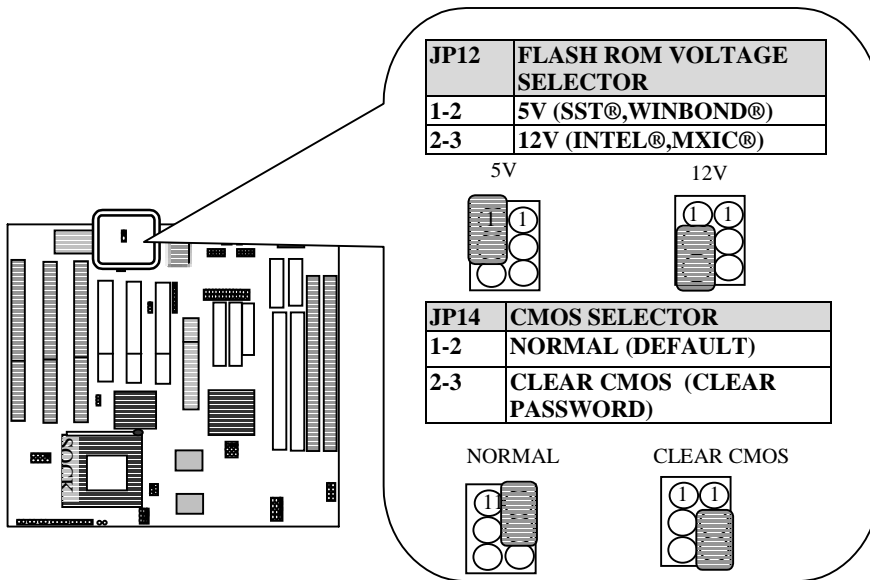 JP12 FLASH ROM VOLTAGE
SELECTOR
1-2 5V (SST®,WINBOND®)
2-3 12V (INTEL®,MXIC®)
5V 12V
1 1 1 1
JP14 CMOS SELECTOR
1-2 NORMAL (DEFAULT)
2-3 CLEAR CMOS (CLEAR
PASSWORD)
NORMAL CLEAR CMOS
1 1 1 1
SOCK